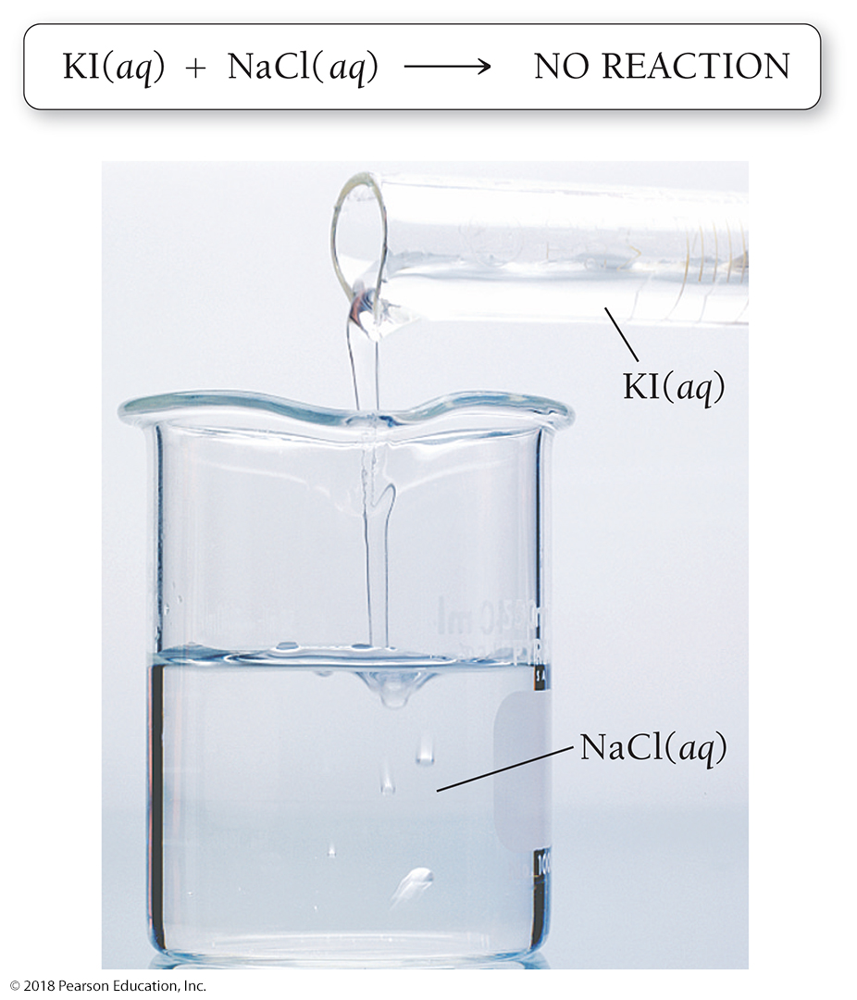 KI(aq) + NaCl(aq) ⟶ NO REACTION
KI(aq)
NaCl(aq)
© 2018 Pearson Education, Inc.